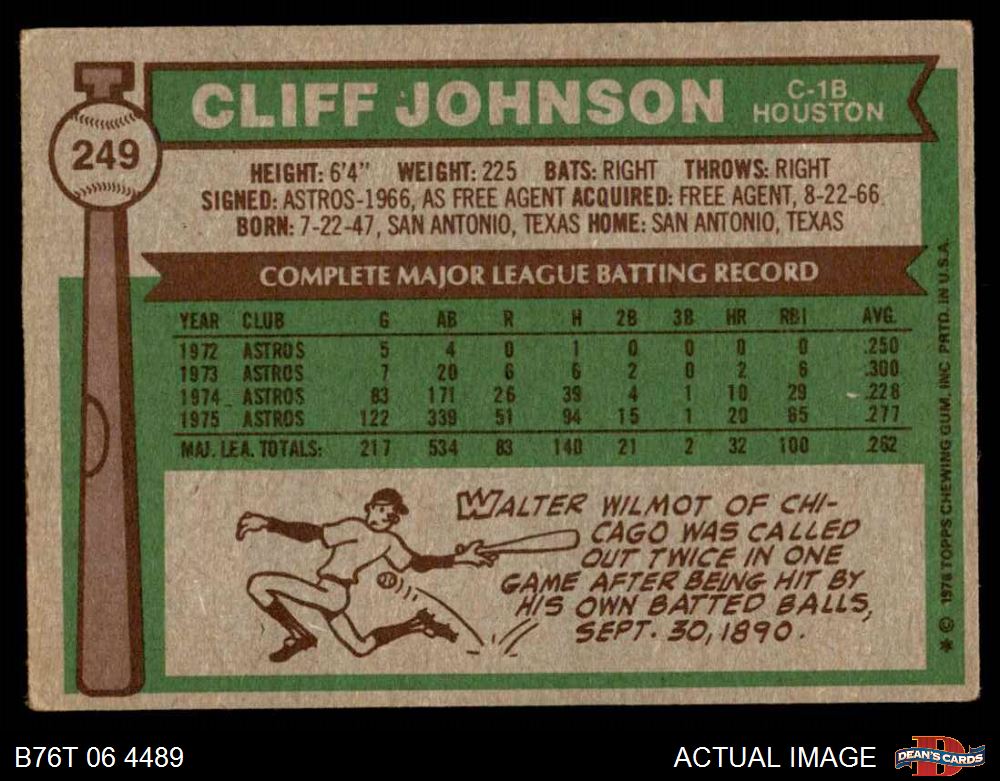 CLIFF JOHNSON
C-1B
HOUSTON
249
HEIGHT: 6'4" WEIGHT: 225 BATS: RIGHT THROWS: RIGHT
SIGNED: ASTROS-1966, AS FREE AGENT ACQUIRED: FREE AGENT, 8-22-66
BORN: 7-22-47, SAN ANTONIO, TEXAS HOME: SAN ANTONIO, TEXAS
COMPLETE MAJOR LEAGUE BATTING RECORD
YEAR CLUB G AB R H 2B 3B HR RBI AVG.
1972 ASTROS 5 4 0 1 0 0 0 0 .250
1973 ASTROS 7 20 6 6 2 0 2 6 .300
1974 ASTROS 83 171 26 39 4 1 10 29 .228
1975 ASTROS 122 339 51 94 15 1 20 65 .277
MAJ. LEA. TOTALS: 217 534 83 140 21 2 32 100 .262
WALTER WILMOT OF CHI-
CAGO WAS CALLED
OUT TWICE IN ONE
GAME AFTER BEING HIT BY
HIS OWN BATTED BALLS,
SEPT. 30, 1890.
* © 1976 TOPPS CHEWING GUM, INC. PRTD. IN U.S.A.
B76T 06 4489
ACTUAL IMAGE
DEAN'S CARDS